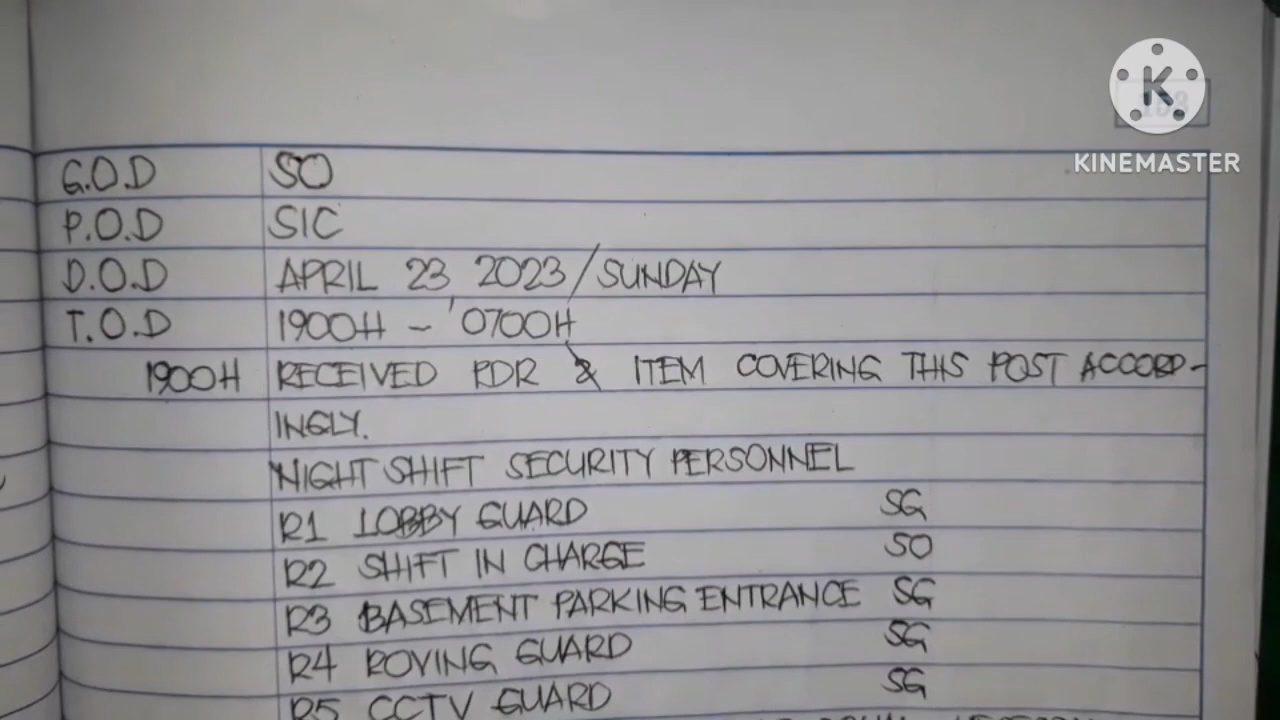 KINEMASTER
G.O.D SO
P.O.D SIC
D.O.D APRIL 23, 2023/SUNDAY
T.O.D 1900H - 0700H
1900H RECEIVED PDR & ITEM COVERING THIS POST ACCORD-
INGLY.
NIGHT SHIFT SECURITY PERSONNEL
R1 LOBBY GUARD SG
R2 SHIFT IN CHARGE SO
R3 BASEMENT PARKING ENTRANCE SG
R4 ROVING GUARD SG
R5 CCTV GUARD SG